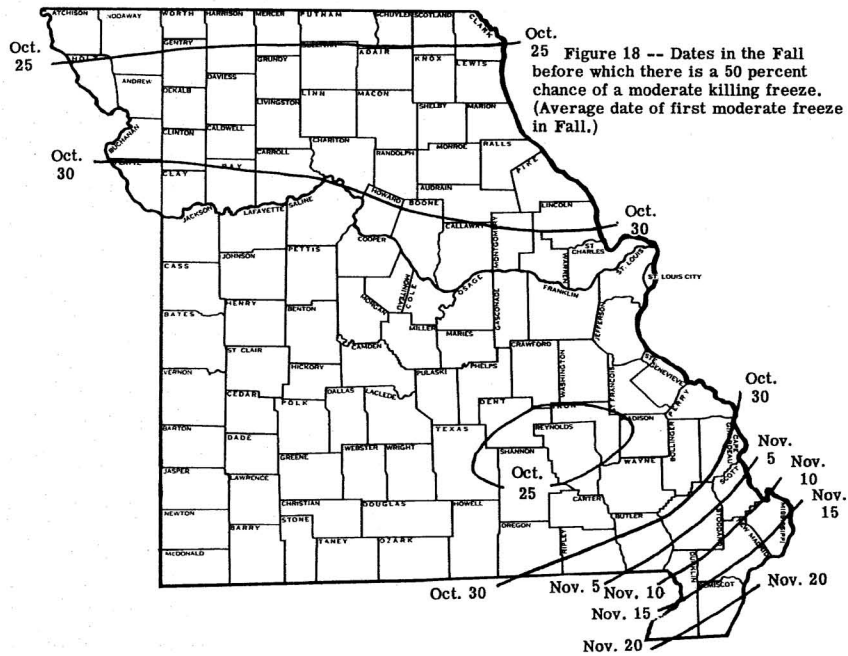 ATCHISON
NODAWAY
WORTH
HARRISON
MERCER
PUTNAM
SCHUYLER
SCOTLAND
CLARK
Oct.
25
HOLT
GENTRY
SULLIVAN
ADAIR
Oct.
25
Figure 18 -- Dates in the Fall
before which there is a 50 percent
chance of a moderate killing freeze.
(Average date of first moderate freeze
in Fall.)
ANDREW
DEKALB
DAVIESS
GRUNDY
LINN
MACON
KNOX
LEWIS
LIVINGSTON
SHELBY
MARION
BUCHANAN
CLINTON
CALDWELL
CARROLL
CHARITON
RANDOLPH
MONROE
RALLS
PIKE
Oct.
30
PLATTE
CLAY
RAY
AUDRAIN
HOWARD
BOONE
LINCOLN
JACKSON
LAFAYETTE
SALINE
CALLAWAY
MONTGOMERY
Oct.
30
COOPER
WARREN
ST
CHARLES
ST. LOUIS
ST. LOUIS CITY
CASS
JOHNSON
PETTIS
MONITEAU
COLE
OSAGE
GASCONADE
FRANKLIN
JEFFERSON
BATES
HENRY
BENTON
MORGAN
MILLER
MARIES
CAMDEN
CRAWFORD
WASHINGTON
STE
GENEVIEVE
VERNON
ST CLAIR
HICKORY
PULASKI
PHELPS
ST FRANCOIS
PERRY
Oct.
30
CEDAR
POLK
DALLAS
LACLEDE
DENT
IRON
MADISON
BARTON
DADE
GREENE
WEBSTER
WRIGHT
TEXAS
SHANNON
REYNOLDS
WAYNE
BOLLINGER
CAPE
GIRARDEAU
Oct.
25
Nov.
5
SCOTT
Nov.
10
JASPER
LAWRENCE
CHRISTIAN
DOUGLAS
HOWELL
CARTER
BUTLER
STODDARD
MISSISSIPPI
Nov.
15
NEWTON
STONE
BARRY
TANEY
OZARK
OREGON
RIPLEY
NEW MADRID
MCDONALD
DUNKLIN
PEMISCOT
Oct. 30
Nov. 5
Nov. 10
Nov. 15
Nov. 20
Nov. 20